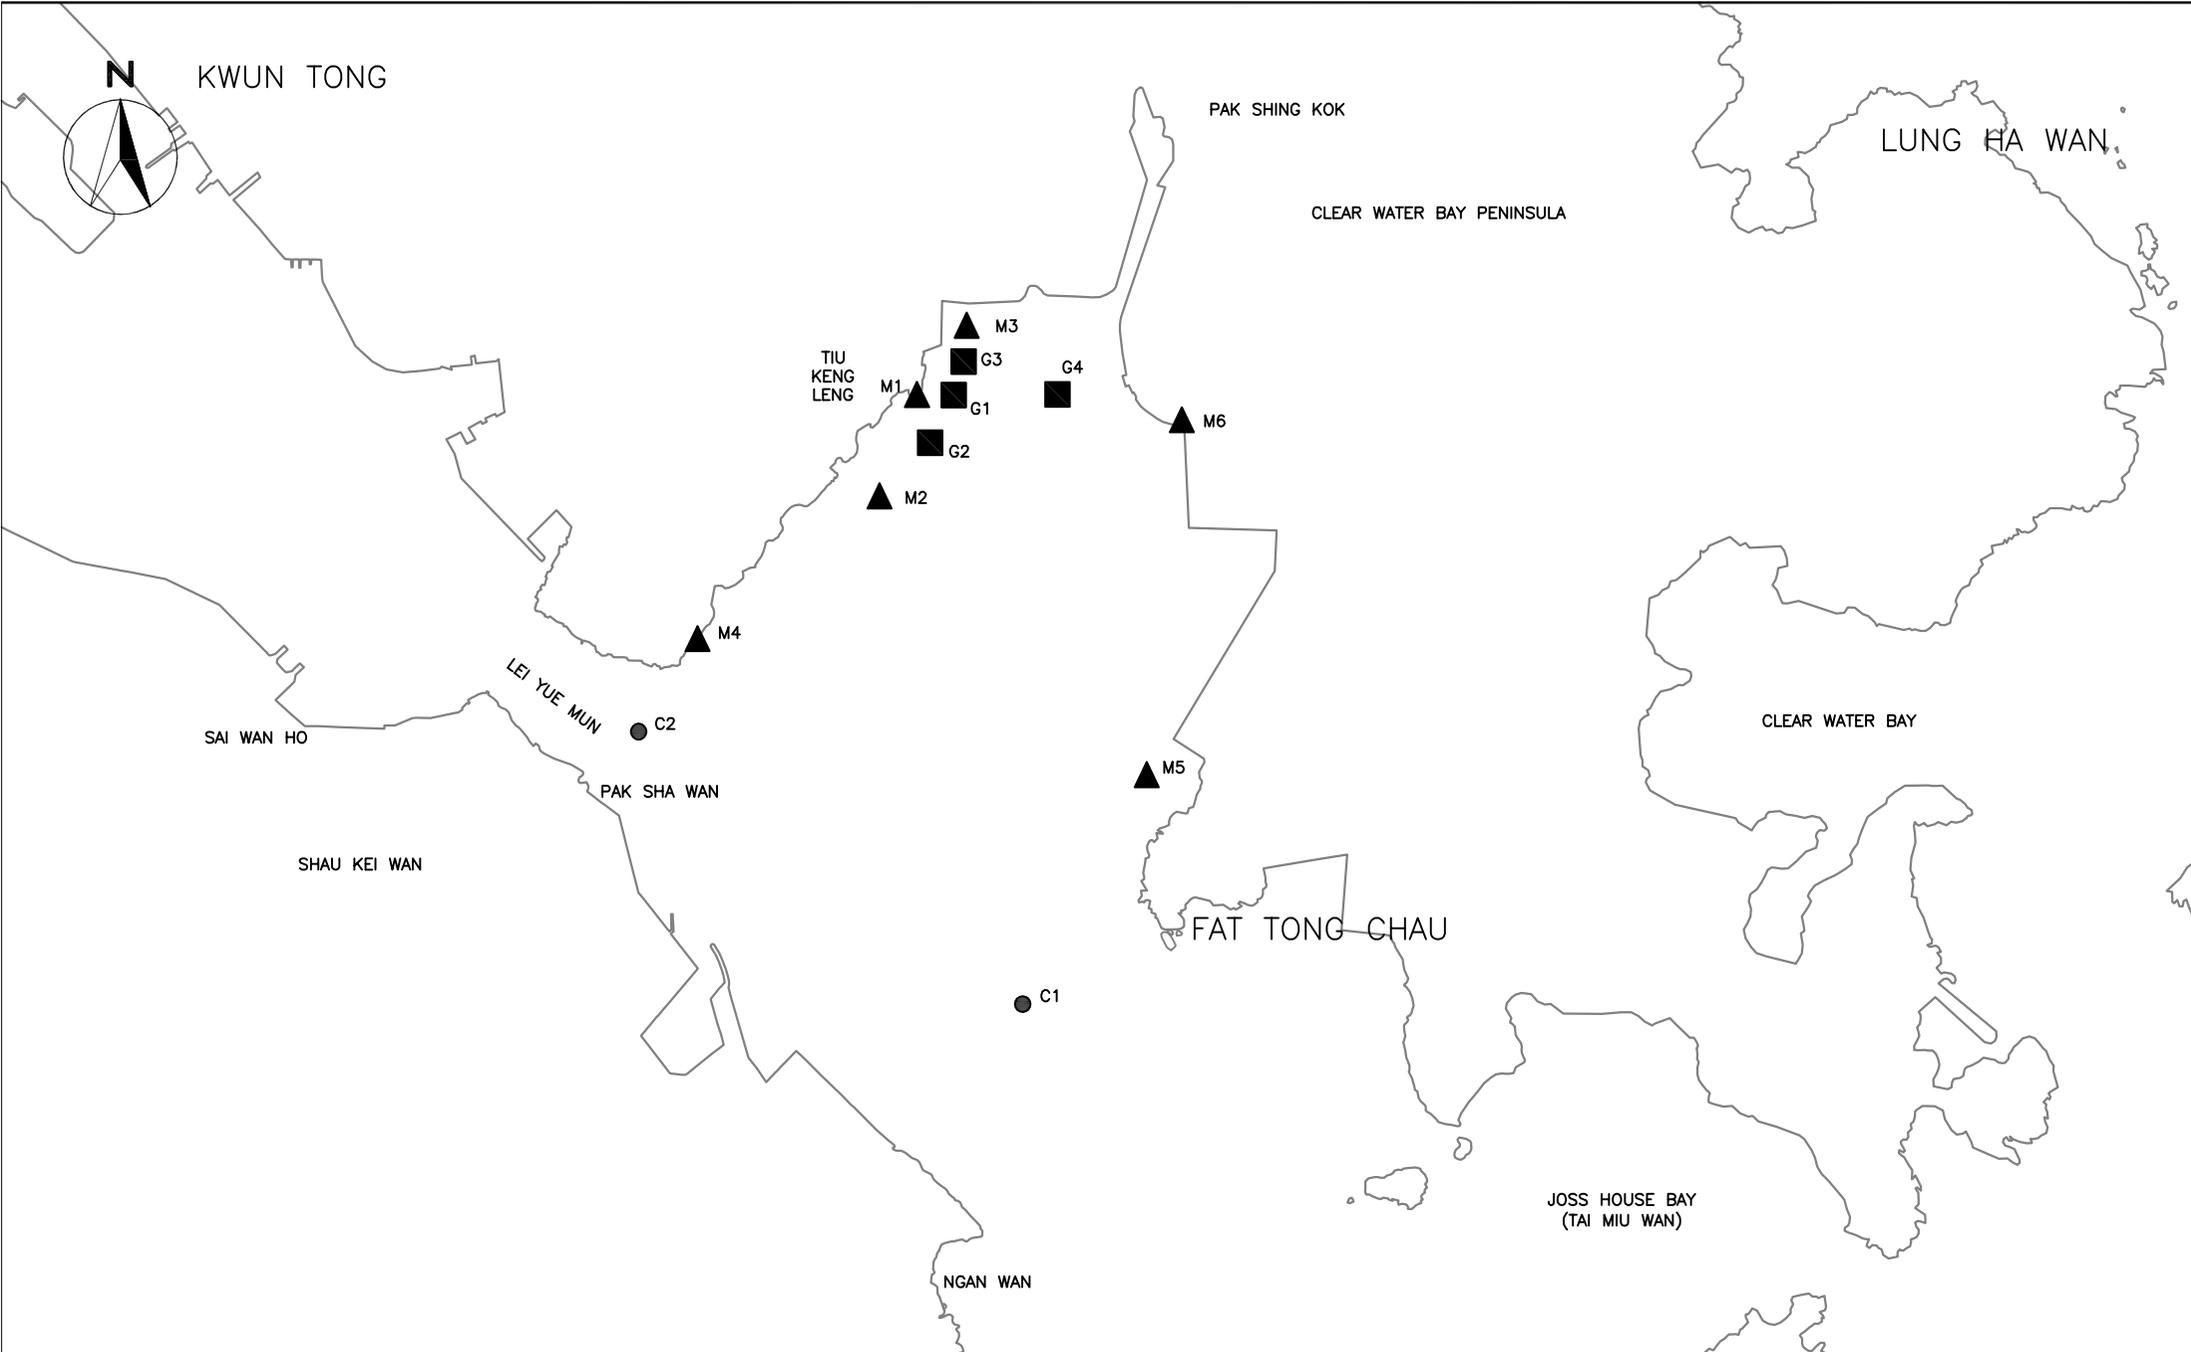 N
KWUN TONG
PAK SHING KOK
LUNG HA WAN
CLEAR WATER BAY PENINSULA
M3
TIU
KENG
LENG
G3
G4
M1
G1
M6
G2
M2
M4
LEI YUE MUN
C2
CLEAR WATER BAY
SAI WAN HO
M5
PAK SHA WAN
SHAU KEI WAN
FAT TONG CHAU
C1
JOSS HOUSE BAY
(TAI MIU WAN)
NGAN WAN